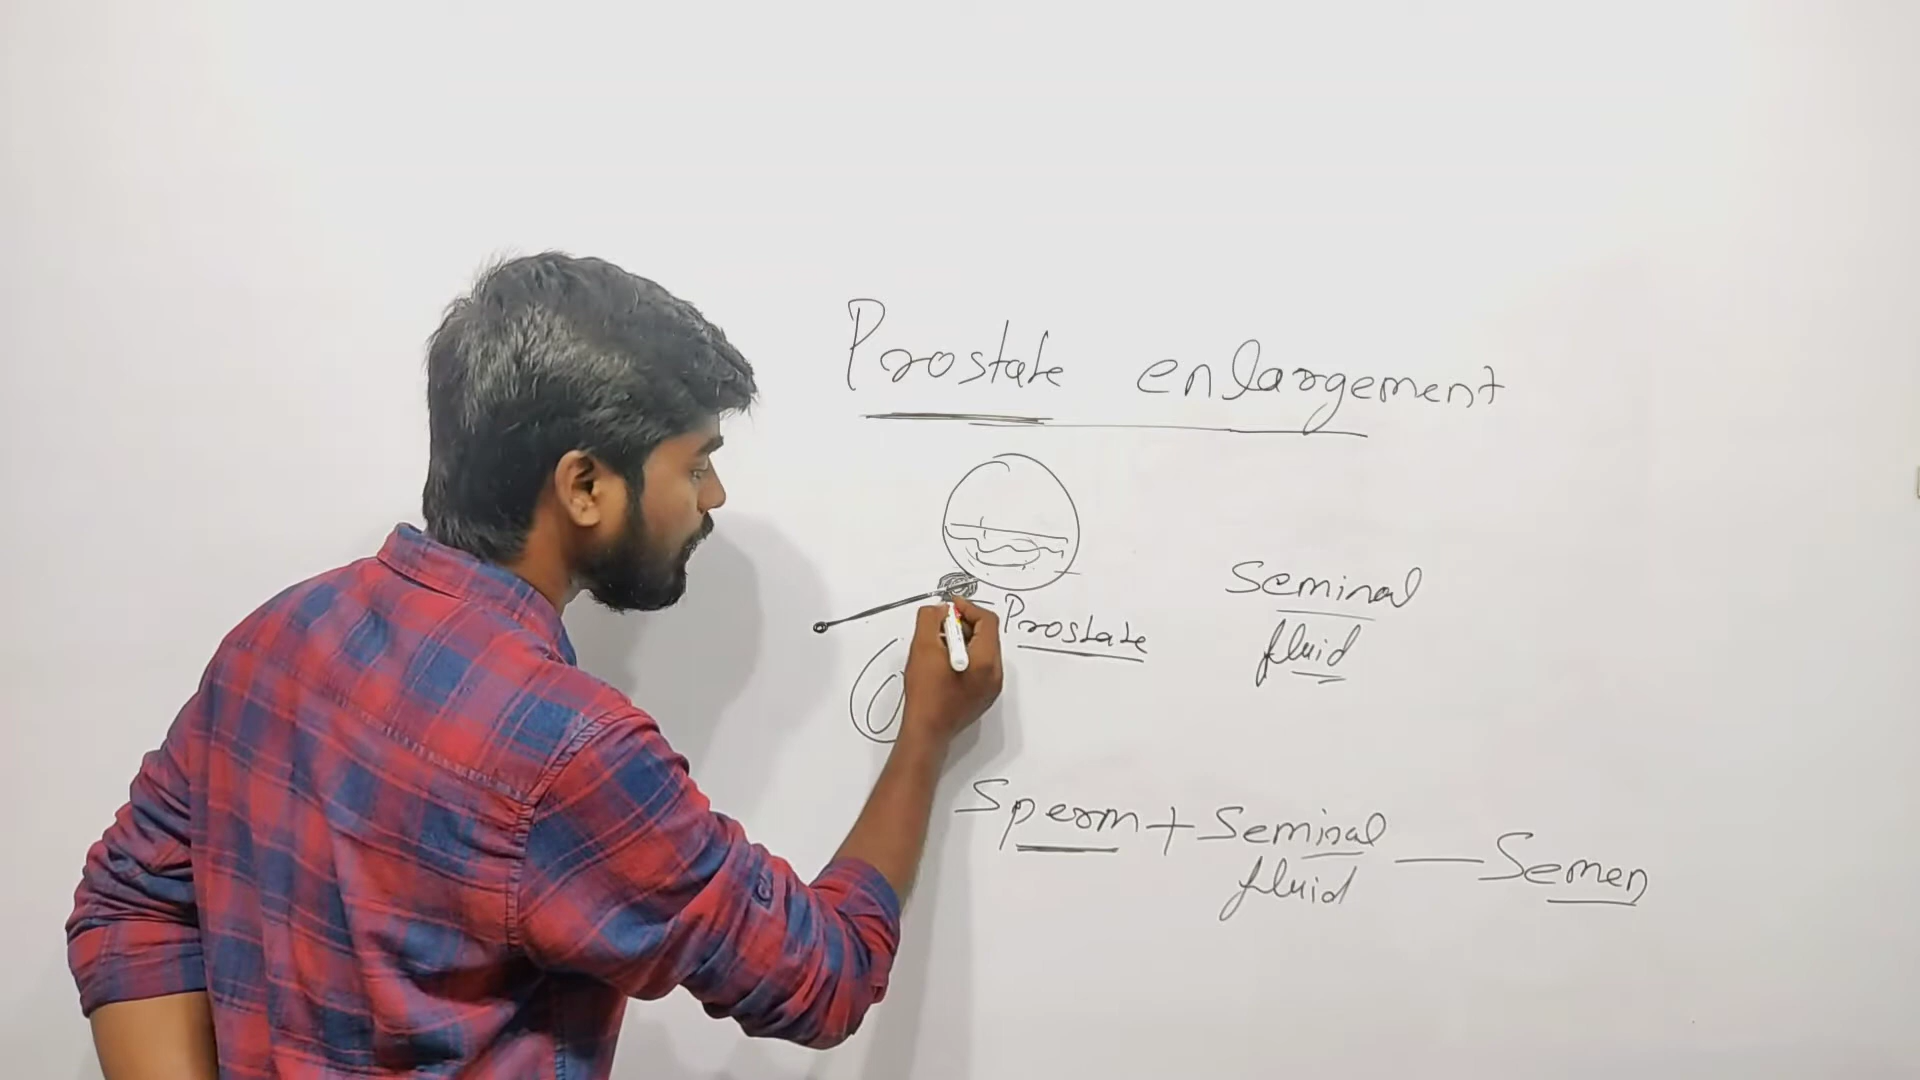 Prostate enlargement
Prostate
Seminal
fluid
Sperm + Seminal
fluid — Semen